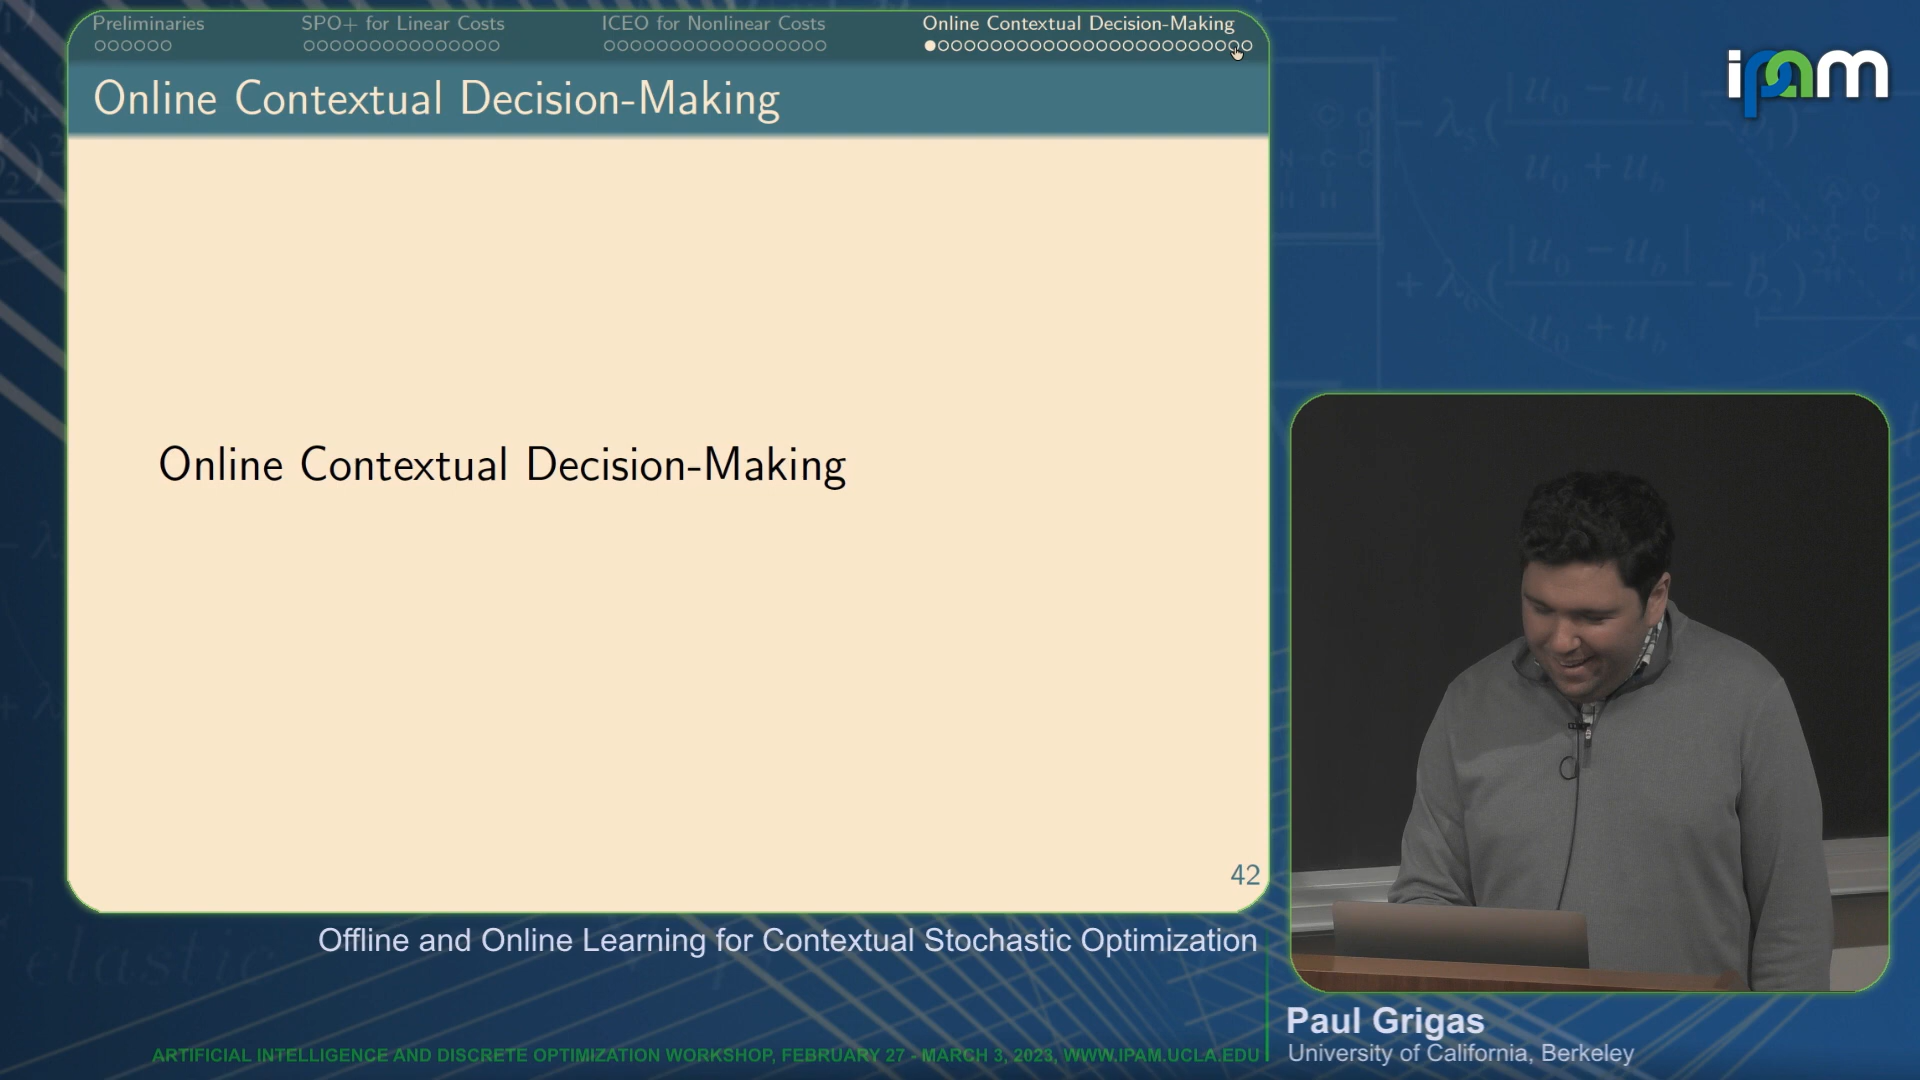 Preliminaries
SPO+ for Linear Costs
ICEO for Nonlinear Costs
Online Contextual Decision-Making
Online Contextual Decision-Making
Online Contextual Decision-Making
42
ipam
Offline and Online Learning for Contextual Stochastic Optimization
Paul Grigas
University of California, Berkeley
ARTIFICIAL INTELLIGENCE AND DISCRETE OPTIMIZATION WORKSHOP, FEBRUARY 27 - MARCH 3, 2023, WWW.IPAM.UCLA.EDU
elastic